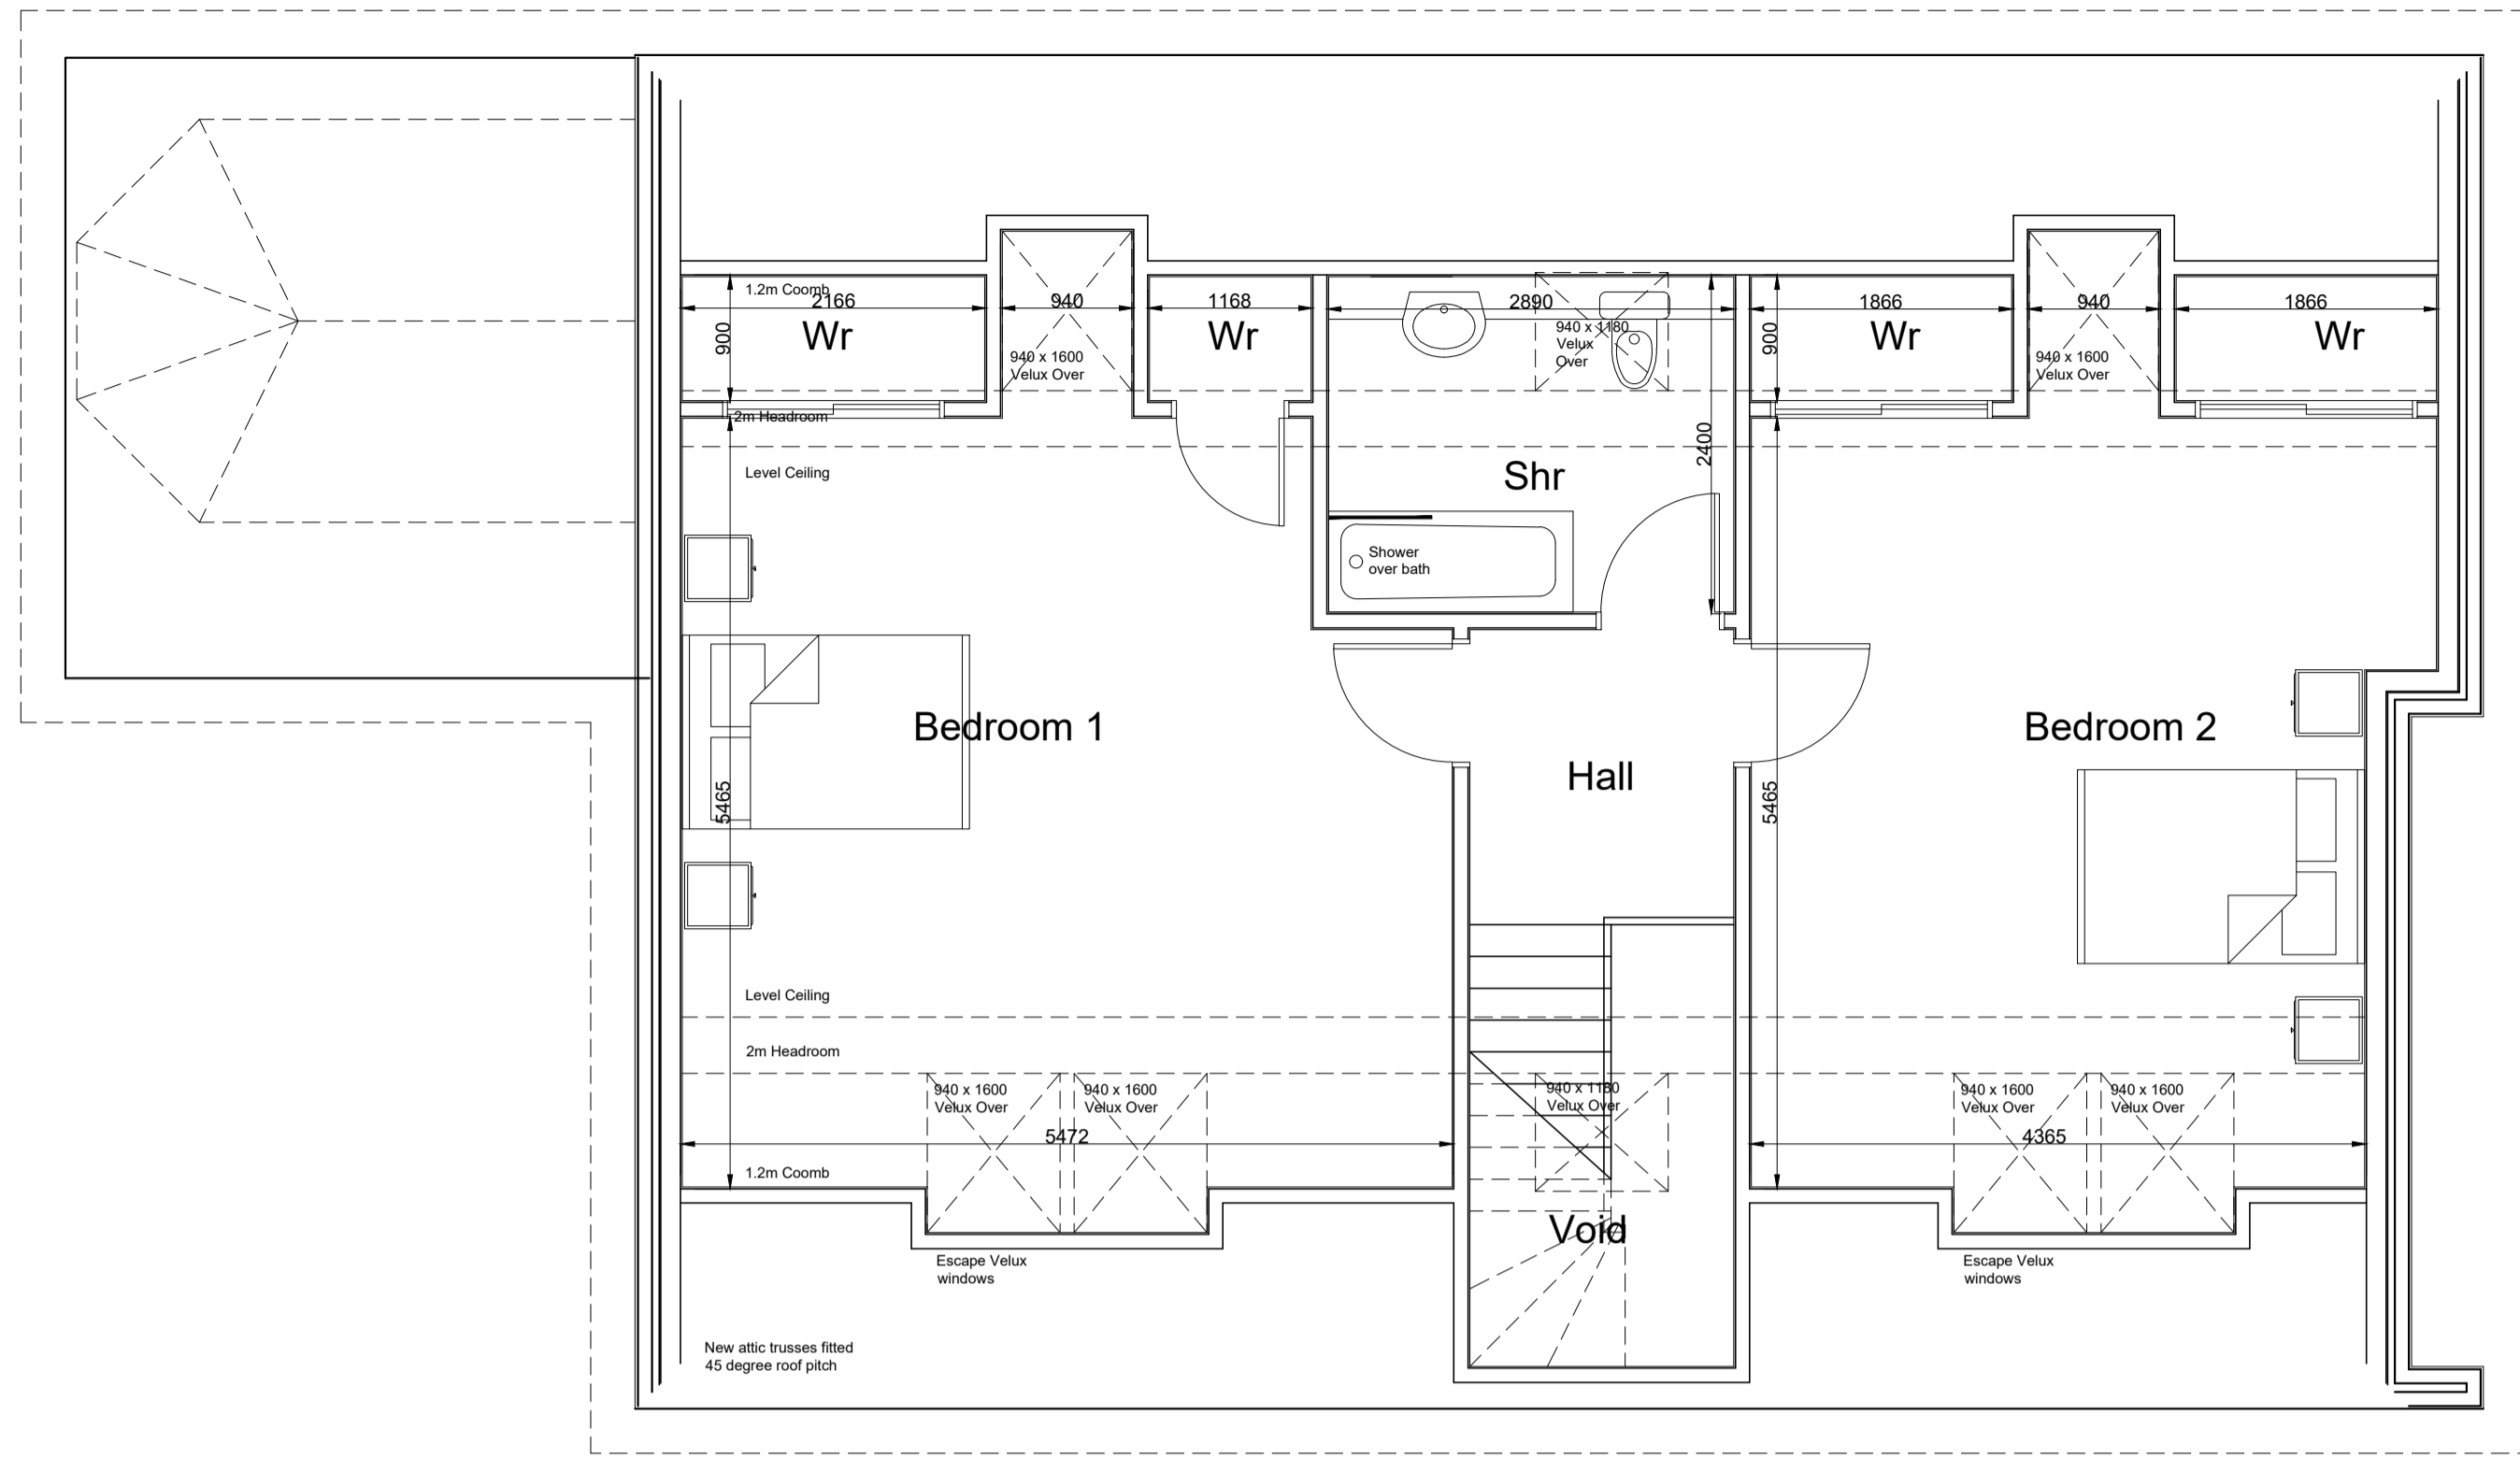 1.2m Coomb
2166
940
1168
2890
1866
940
1866
900
Wr
Wr
940 x 1180
Velux
Over
900
Wr
Wr
940 x 1600
Velux Over
940 x 1600
Velux Over
2m Headroom
2400
Level Ceiling
Shr
Shower
over bath
Bedroom 1
Bedroom 2
Hall
5465
5465
Level Ceiling
2m Headroom
940 x 1600
Velux Over
940 x 1600
Velux Over
940 x 1180
Velux Over
940 x 1600
Velux Over
940 x 1600
Velux Over
5472
4365
1.2m Coomb
Void
Escape Velux
windows
Escape Velux
windows
New attic trusses fitted
45 degree roof pitch